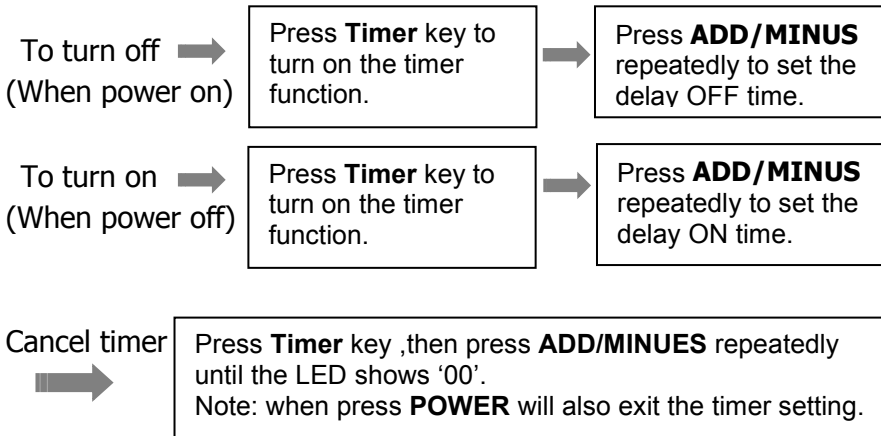 To turn off
(When power on)
Press Timer key to
turn on the timer
function.
Press ADD/MINUS
repeatedly to set the
delay OFF time.
To turn on
(When power off)
Press Timer key to
turn on the timer
function.
Press ADD/MINUS
repeatedly to set the
delay ON time.
Cancel timer
Press Timer key ,then press ADD/MINUES repeatedly
until the LED shows ‘00’.
Note: when press POWER will also exit the timer setting.